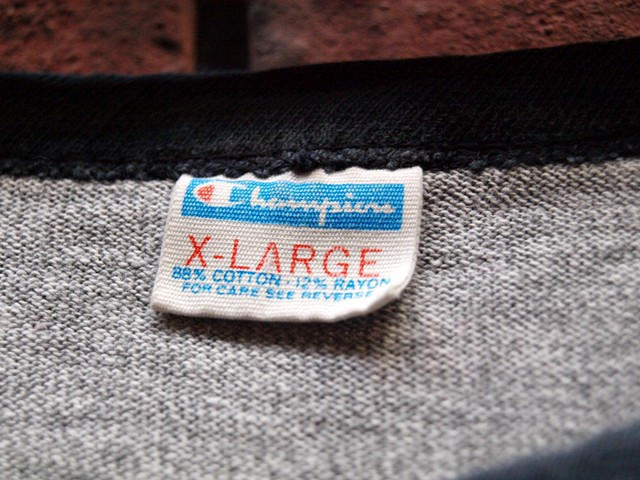 Champion
X-LARGE
88% COTTON · 12% RAYON
FOR CARE SEE REVERSE